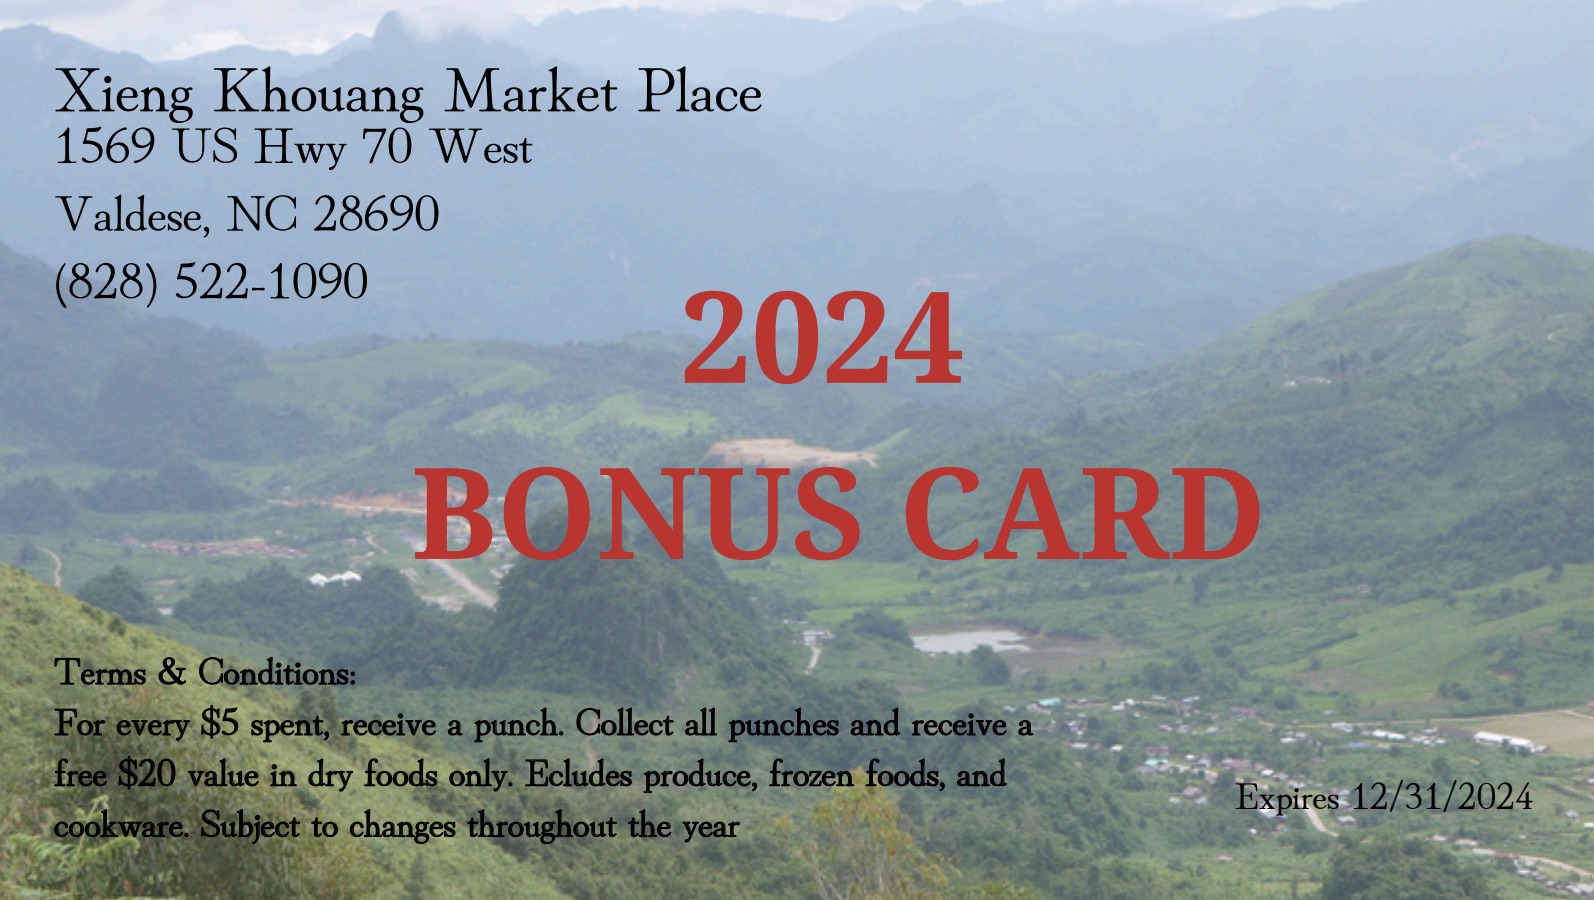 Xieng Khouang Market Place
1569 US Hwy 70 West
Valdese, NC 28690
(828) 522-1090
2024
BONUS CARD
Terms & Conditions:
For every $5 spent, receive a punch. Collect all punches and receive a
free $20 value in dry foods only. Ecludes produce, frozen foods, and
cookware. Subject to changes throughout the year
Expires 12/31/2024